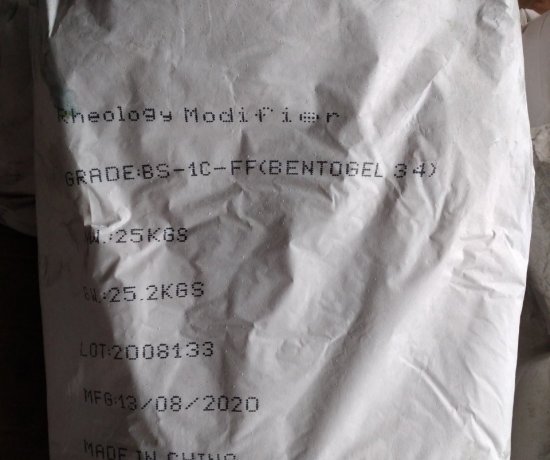 Rheology Modifier
GRADE:BS-1C-FF(BENTOGEL 34)
NW.:25KGS
GW.:25.2KGS
LOT:2008133
MFG:13/08/2020
MADE IN CHINA